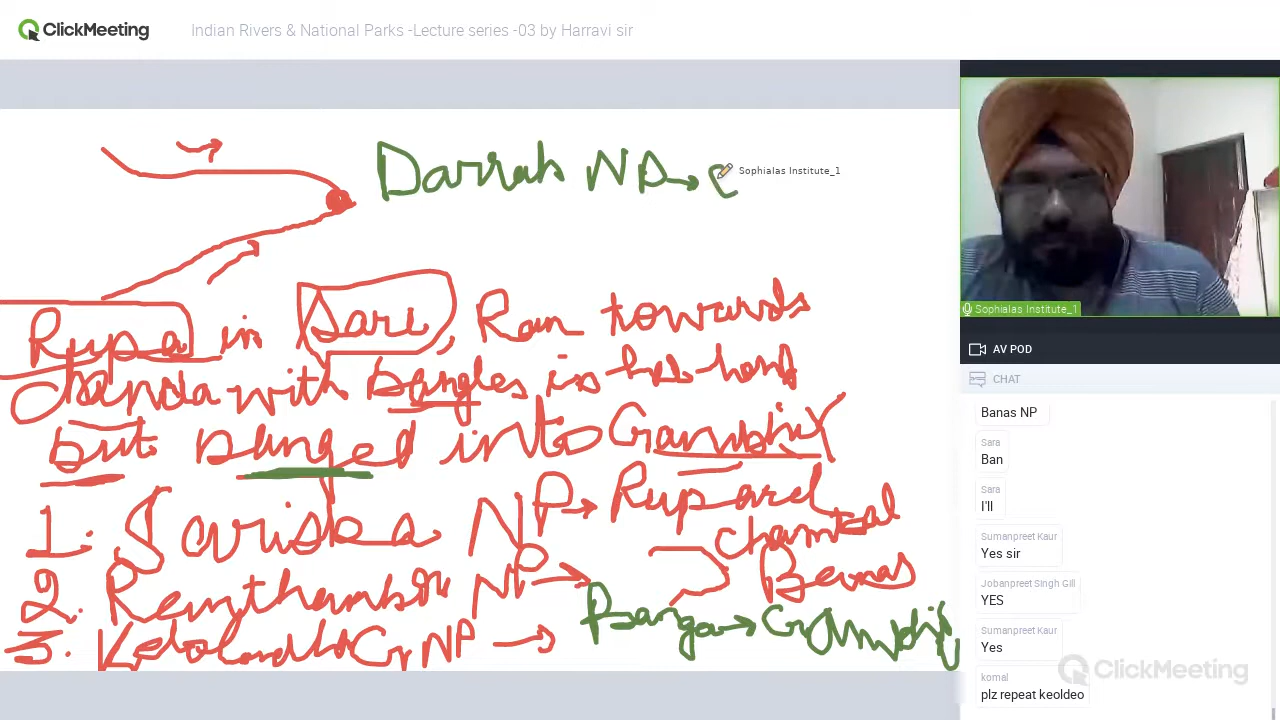 ClickMeeting
Indian Rivers & National Parks -Lecture series -03 by Harravi sir
Darrah NP →
Sophialas Institute_1
Rupa in Sari, Ran towards
Chanda with Bangles in her hand
but Banged into Gambhir
1. Sariska NP → Ruparel
Chambal
2. Ranthambor NP → Banas
3. Keoloandh G NP → Banga → Gambhir
Sophialas Institute_1
AV POD
CHAT
Banas NP
Sara
Ban
Sara
I'll
Sumanpreet Kaur
Yes sir
Jobanpreet Singh Gill
YES
Sumanpreet Kaur
Yes
komal
plz repeat keoldeo
ClickMeeting